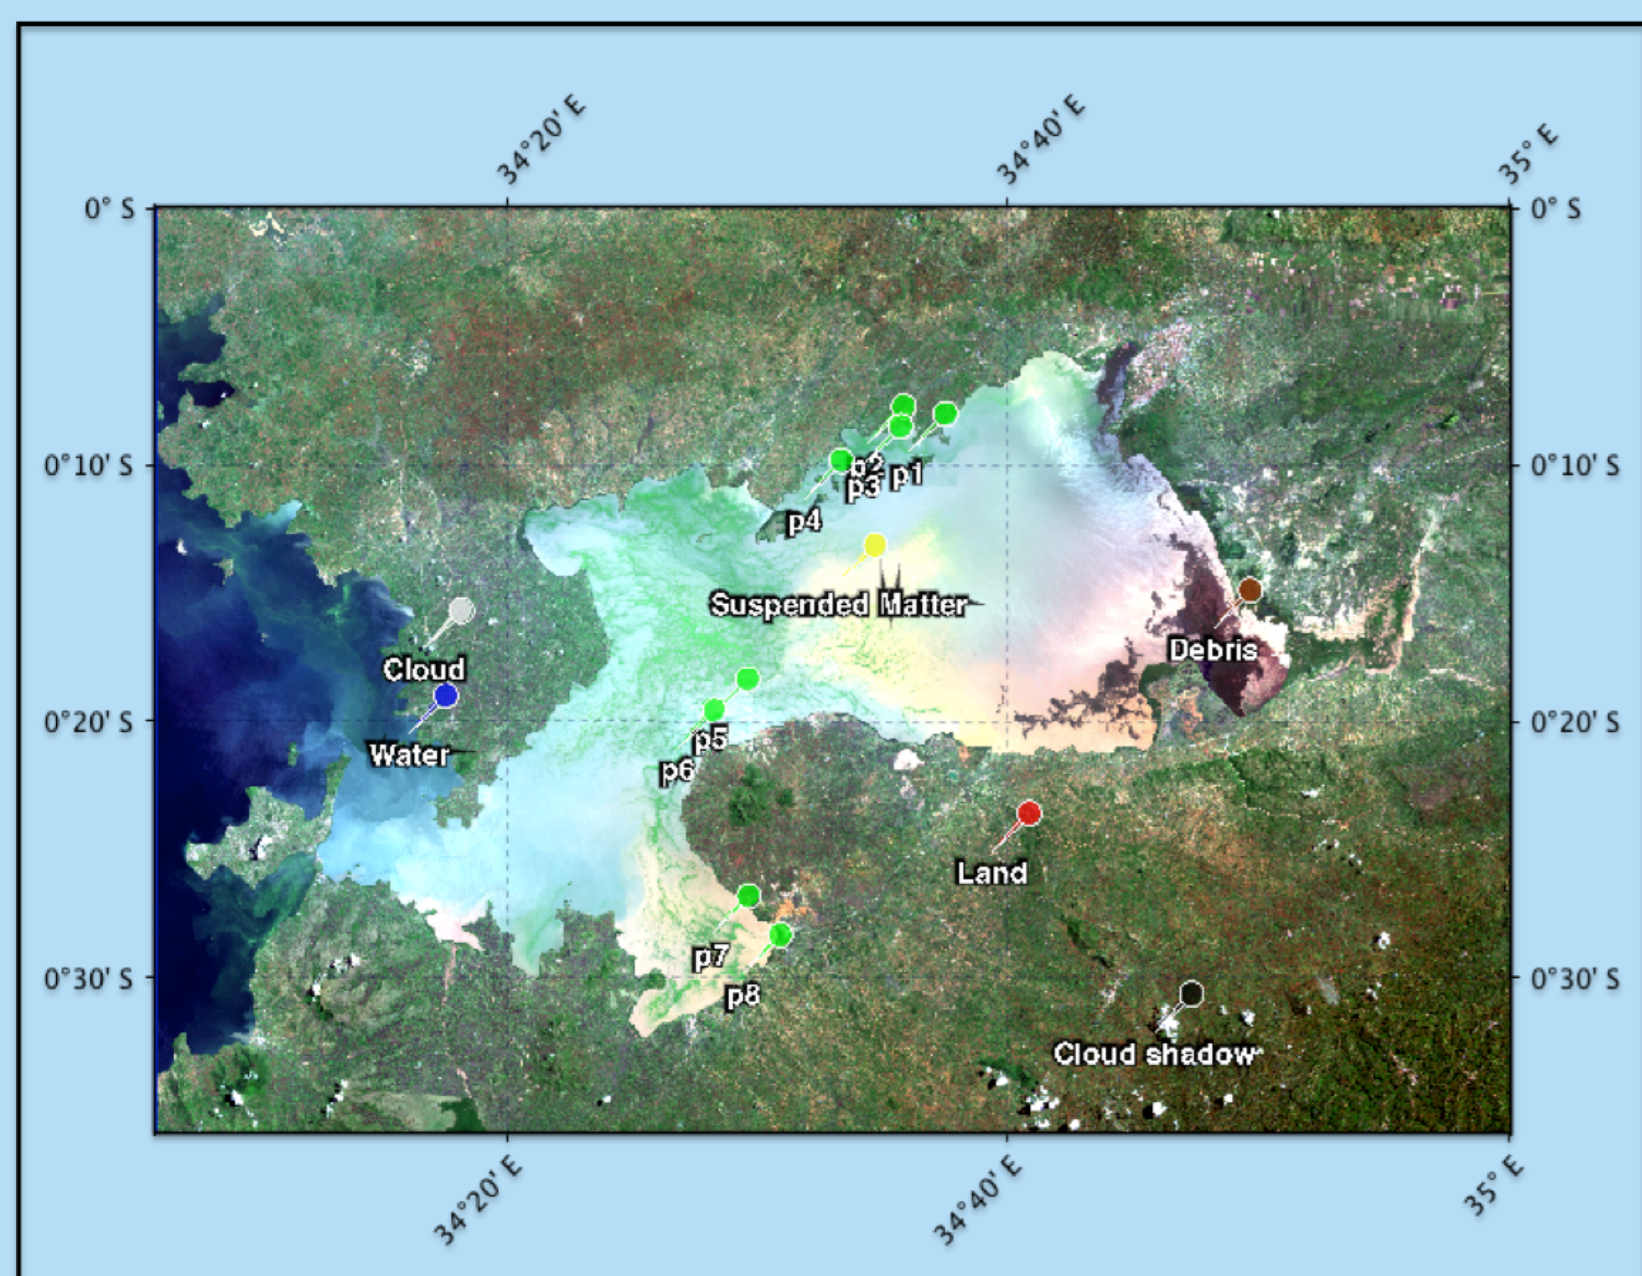 34°20' E
34°40' E
35° E
0° S
0° S
0°10' S
p1
0°10' S
p3
p4
Suspended Matter
Debris
Cloud
0°20' S
p5
0°20' S
Water
p6
Land
p7
0°30' S
p8
0°30' S
Cloud shadow
34°20' E
34°40' E
35° E